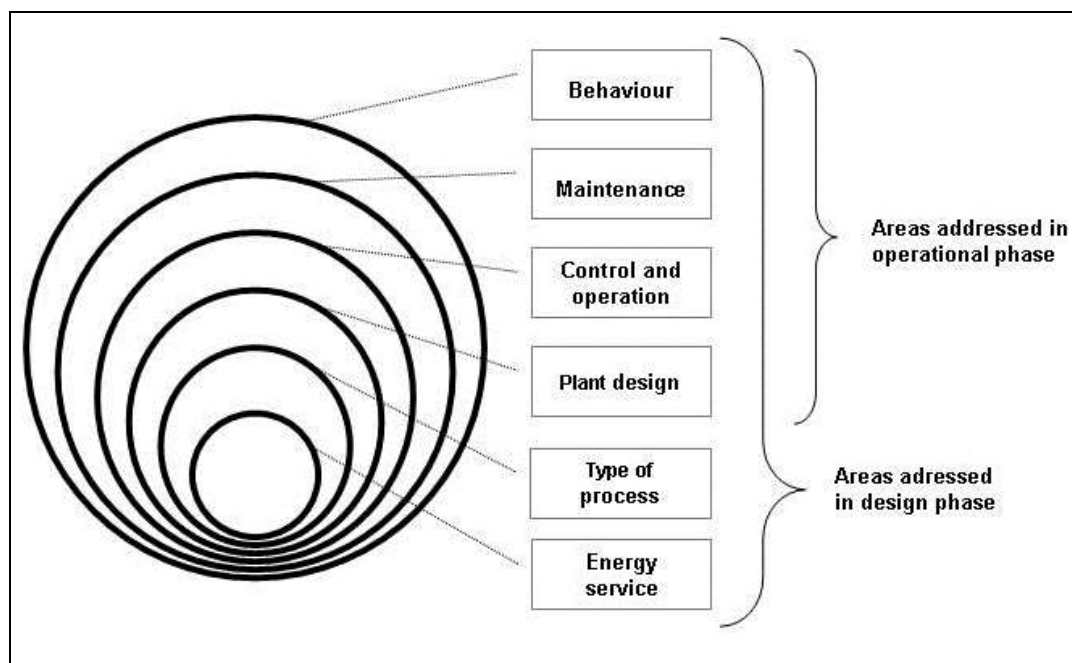 Behaviour
Maintenance
Control and
operation
Plant design
Type of
process
Energy
service
Areas addressed in
operational phase
Areas adressed
in design phase